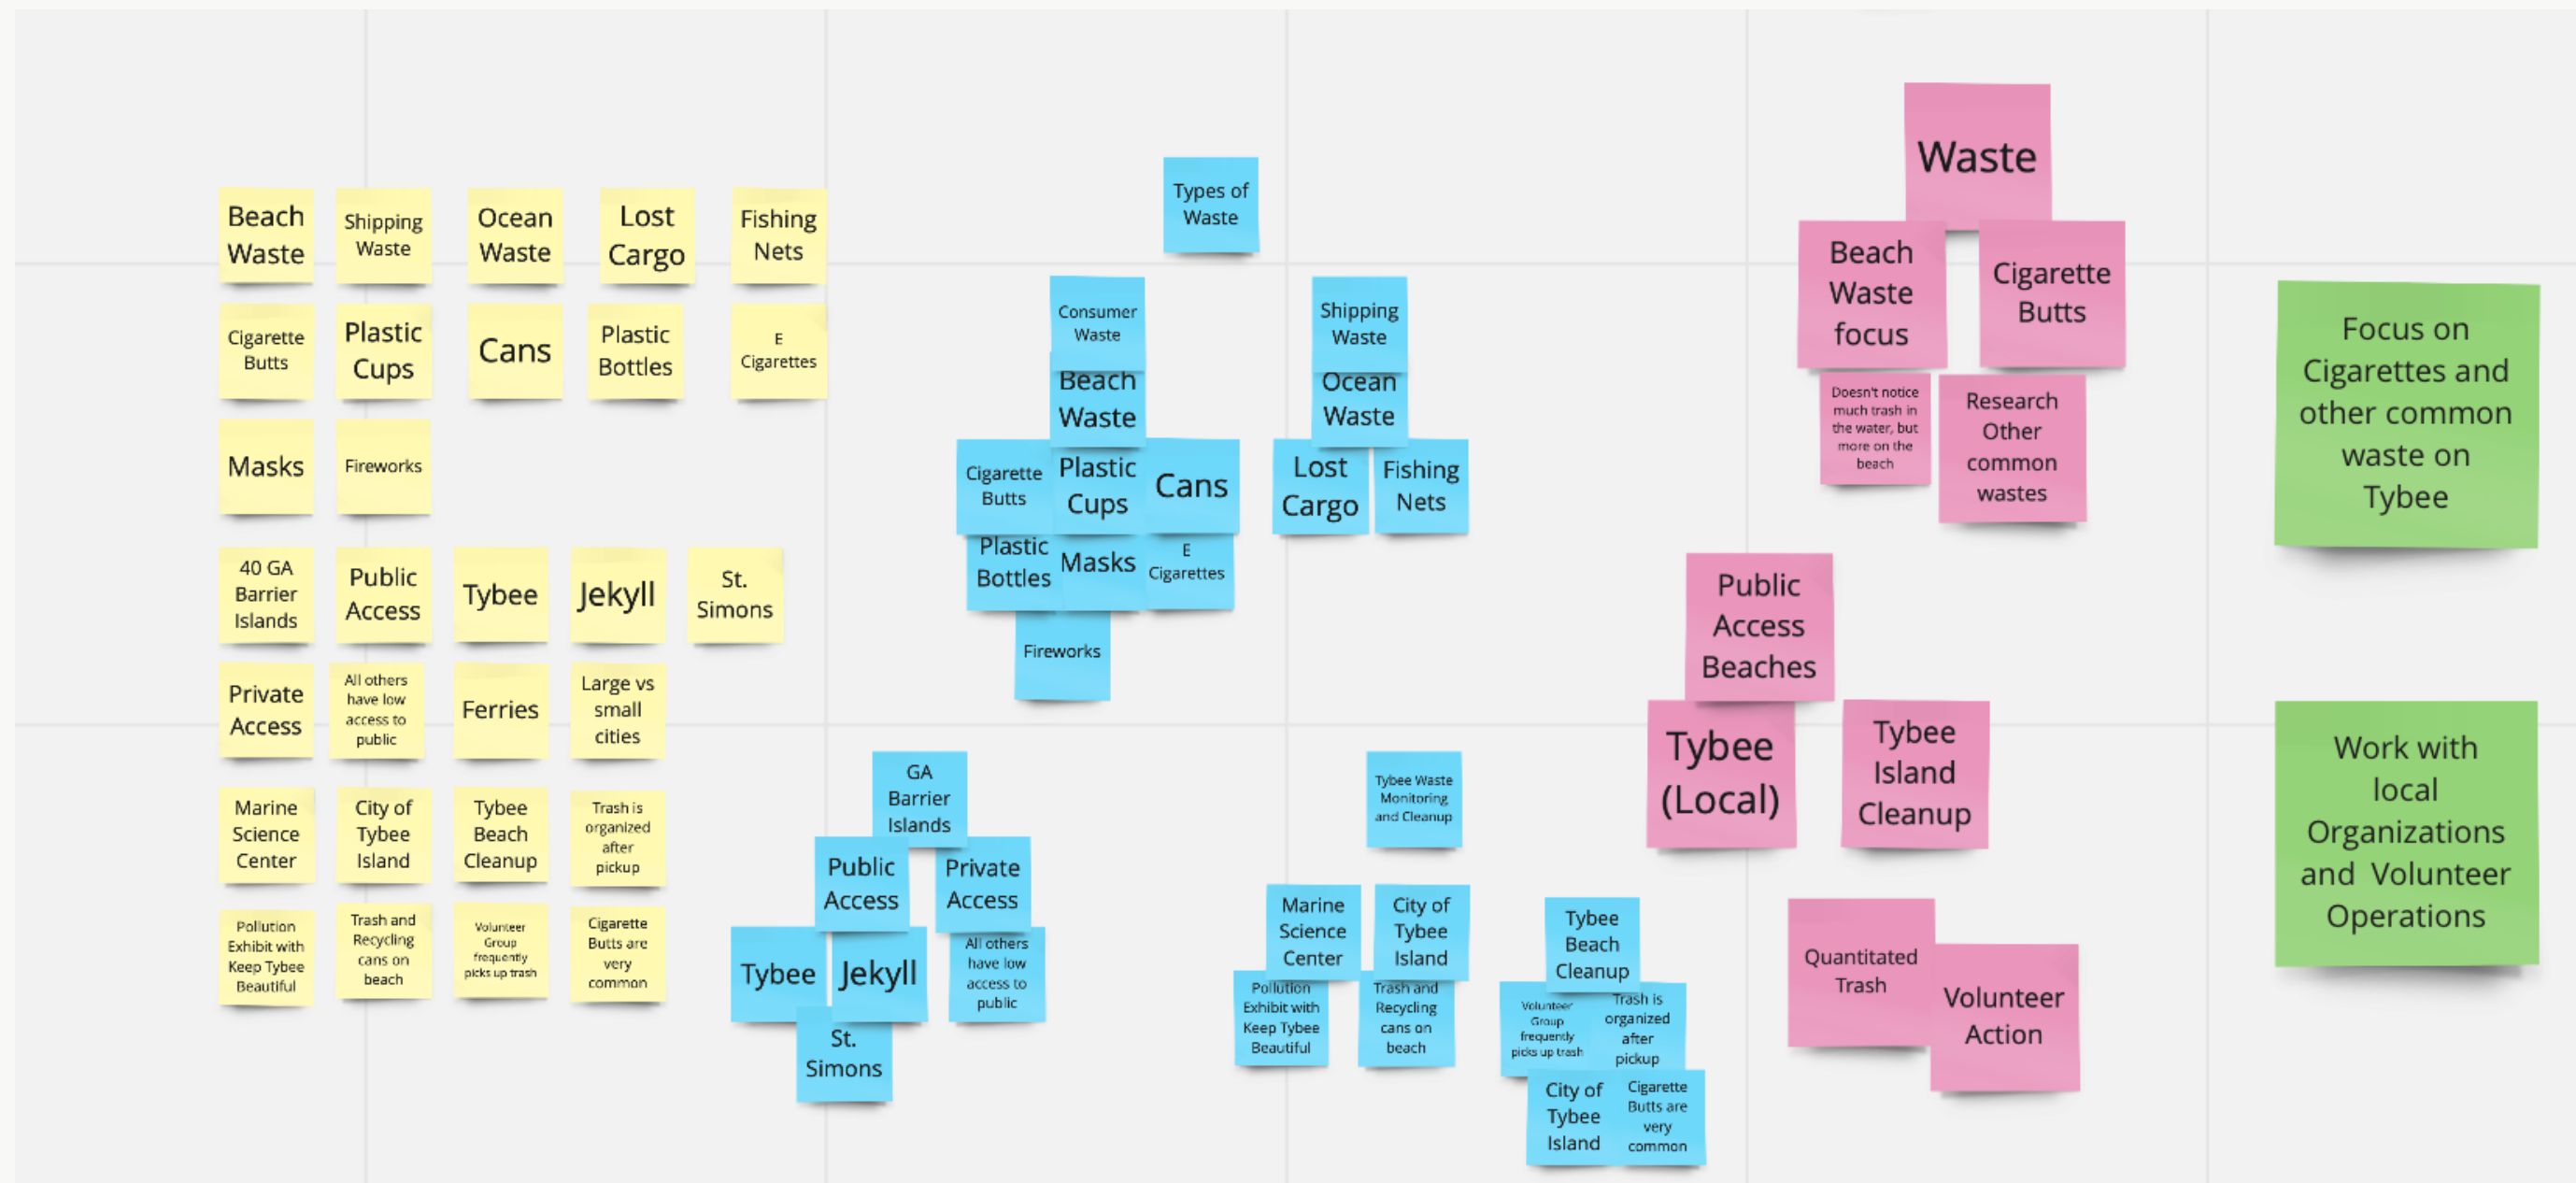 Beach
Waste
Shipping
Waste
Ocean
Waste
Lost
Cargo
Fishing
Nets
Cigarette
Butts
Plastic
Cups
Cans
Plastic
Bottles
E
Cigarettes
Masks
Fireworks
40 GA
Barrier
Islands
Public
Access
Tybee
Jekyll
St.
Simons
Private
Access
All others
have low
access to
public
Ferries
Large vs
small
cities
Marine
Science
Center
City of
Tybee
Island
Tybee
Beach
Cleanup
Trash is
organized
after
pickup
Pollution
Exhibit with
Keep Tybee
Beautiful
Trash and
Recycling
cans on
beach
Volunteer
Group
frequently
picks up trash
Cigarette
Butts are
very
common
Types of
Waste
Consumer
Waste
Beach
Waste
Cigarette
Butts
Plastic
Cups
Cans
Plastic
Bottles
Masks
E
Cigarettes
Fireworks
Shipping
Waste
Ocean
Waste
Lost
Cargo
Fishing
Nets
GA
Barrier
Islands
Public
Access
Private
Access
Tybee
Jekyll
All others
have low
access to
public
St.
Simons
Tybee Waste
Monitoring
and Cleanup
Marine
Science
Center
City of
Tybee
Island
Pollution
Exhibit with
Keep Tybee
Beautiful
Trash and
Recycling
cans on
beach
Tybee
Beach
Cleanup
Volunteer
Group
frequently
picks up trash
Trash is
organized
after
pickup
City of
Tybee
Island
Cigarette
Butts are
very
common
Waste
Beach
Waste
focus
Cigarette
Butts
Doesn't notice
much trash in
the water, but
more on the
beach
Research
Other
common
wastes
Public
Access
Beaches
Tybee
(Local)
Tybee
Island
Cleanup
Quantitated
Trash
Volunteer
Action
Focus on
Cigarettes and
other common
waste on
Tybee
Work with
local
Organizations
and Volunteer
Operations